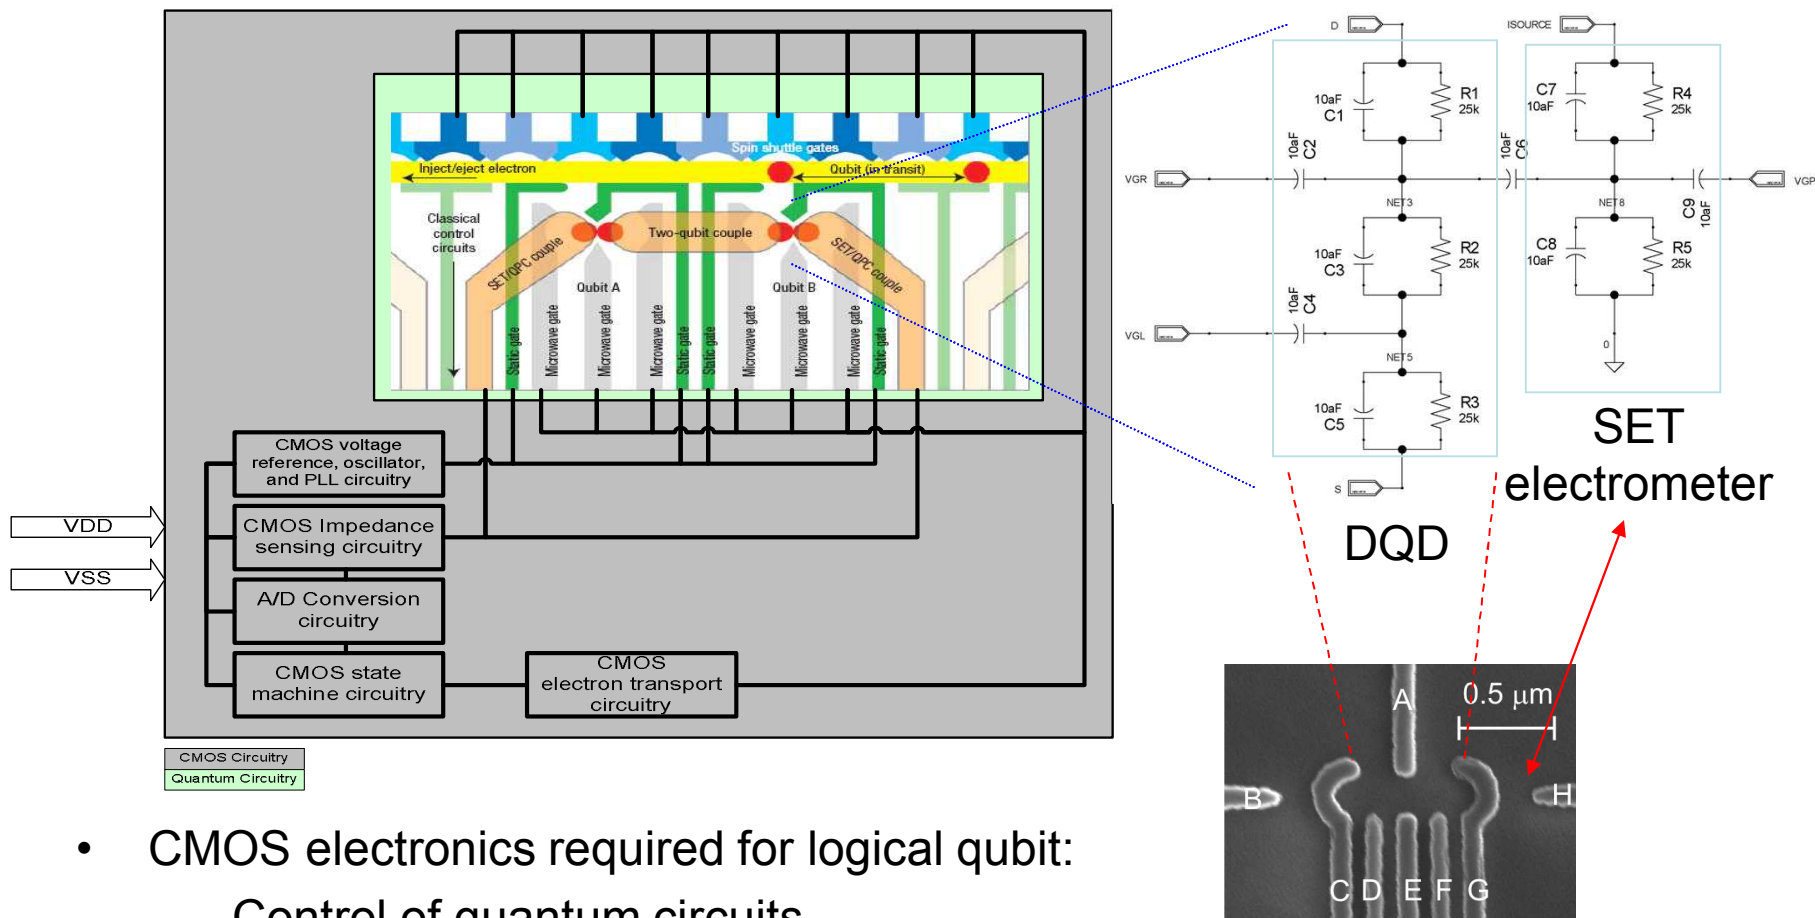 Spin shuttle gates
Inject/eject electron
Qubit (in transit)
Classical
control
circuits
SET/QPC couple
Two-qubit couple
SET/QPC couple
Qubit A
Qubit B
Static gate
Microwave gate
Microwave gate
Microwave gate
Static gate
Static gate
Microwave gate
Microwave gate
Microwave gate
Static gate
CMOS voltage
reference, oscillator,
and PLL circuitry
VDD
CMOS Impedance
sensing circuitry
VSS
A/D Conversion
circuitry
CMOS state
machine circuitry
CMOS
electron transport
circuitry
CMOS Circuitry
Quantum Circuitry
D
ISOURCE
10aF
C1
R1
25k
C7
10aF
R4
25k
10aF
C2
10aF
C6
VGR
VGP
NET3
NET8
C9
10aF
10aF
C3
R2
25k
C8
10aF
R5
25k
10aF
C4
VGL
NET5
0
10aF
C5
R3
25k
S
SET
electrometer
DQD
A
0.5 μm
B
H
C D E F G
• CMOS electronics required for logical qubit:
Control of quantum circuits